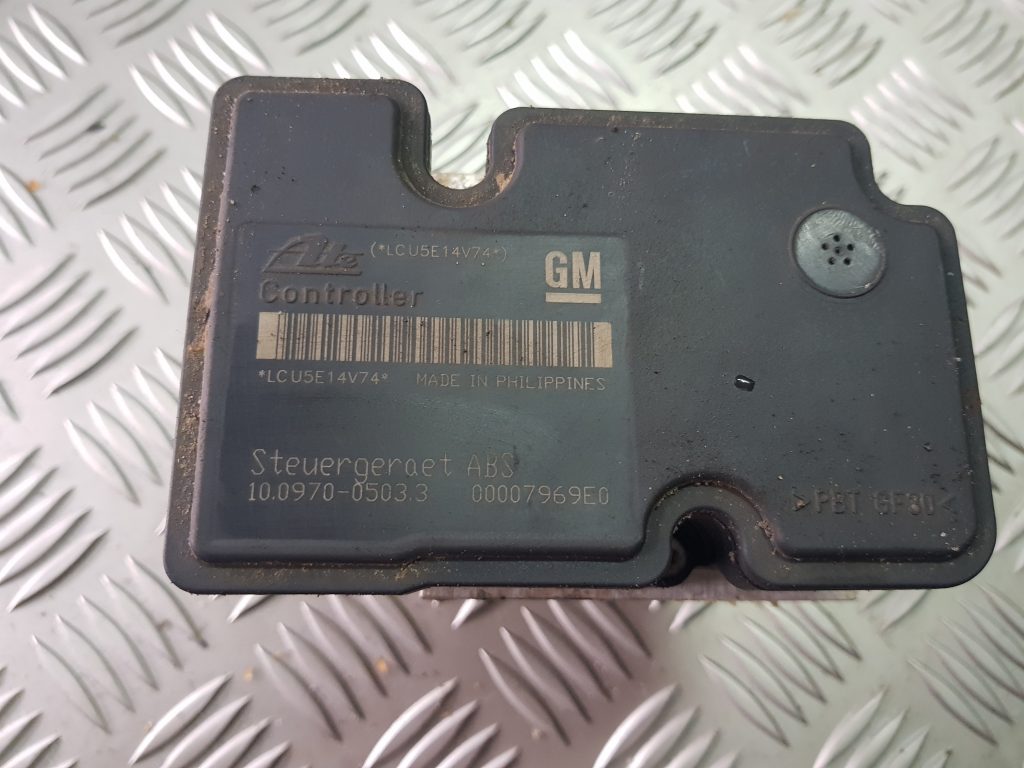 Ate (*LCU5E14V74*)
GM
Controller
*LCU5E14V74* MADE IN PHILIPPINES
Steuergeraet ABS
10.0970-0503.3 00007969E0
>PBT GF30<